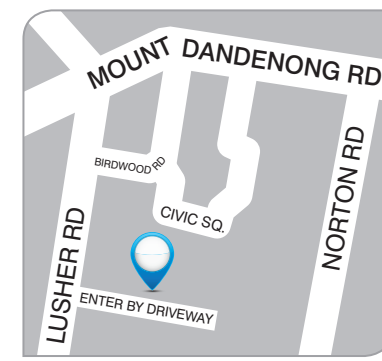 MOUNT DANDENONG RD
BIRDWOOD RD
CIVIC SQ.
NORTON RD
LUSHER RD
ENTER BY DRIVEWAY